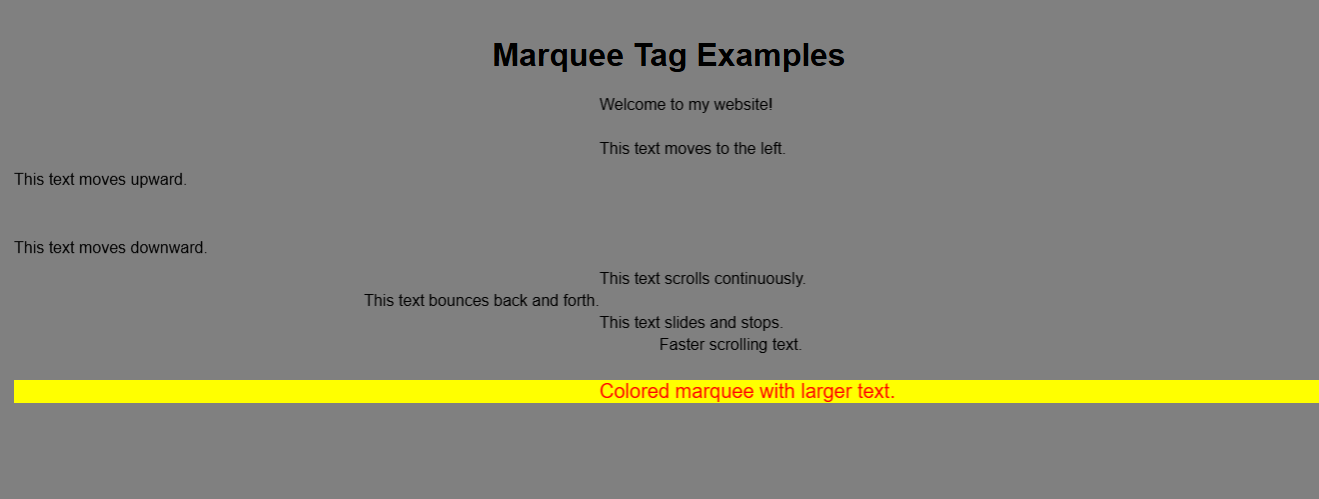 Marquee Tag Examples
Welcome to my website!
This text moves to the left.
This text moves upward.
This text moves downward.
This text scrolls continuously.
This text bounces back and forth.
This text slides and stops.
Faster scrolling text.
Colored marquee with larger text.